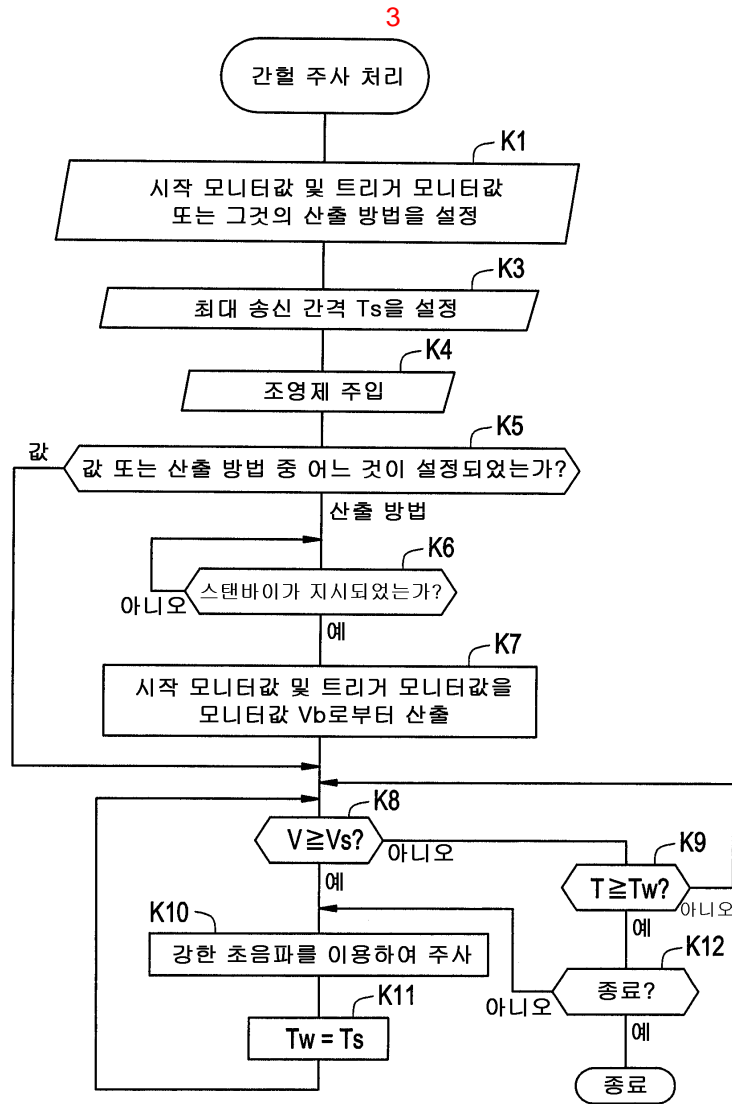 3
간헐 주사 처리
K1
시작 모니터값 및 트리거 모니터값
또는 그것의 산출 방법을 설정
K3
최대 송신 간격 Ts을 설정
K4
조영제 주입
K5
값
값 또는 산출 방법 중 어느 것이 설정되었는가?
산출 방법
K6
스탠바이가 지시되었는가?
아니오
예
K7
시작 모니터값 및 트리거 모니터값을
모니터값 Vb로부터 산출
K8
V≧Vs?
아니오
예
K9
T≧Tw?
아니오
예
K10
강한 초음파를 이용하여 주사
K12
종료?
아니오
예
K11
Tw = Ts
종료